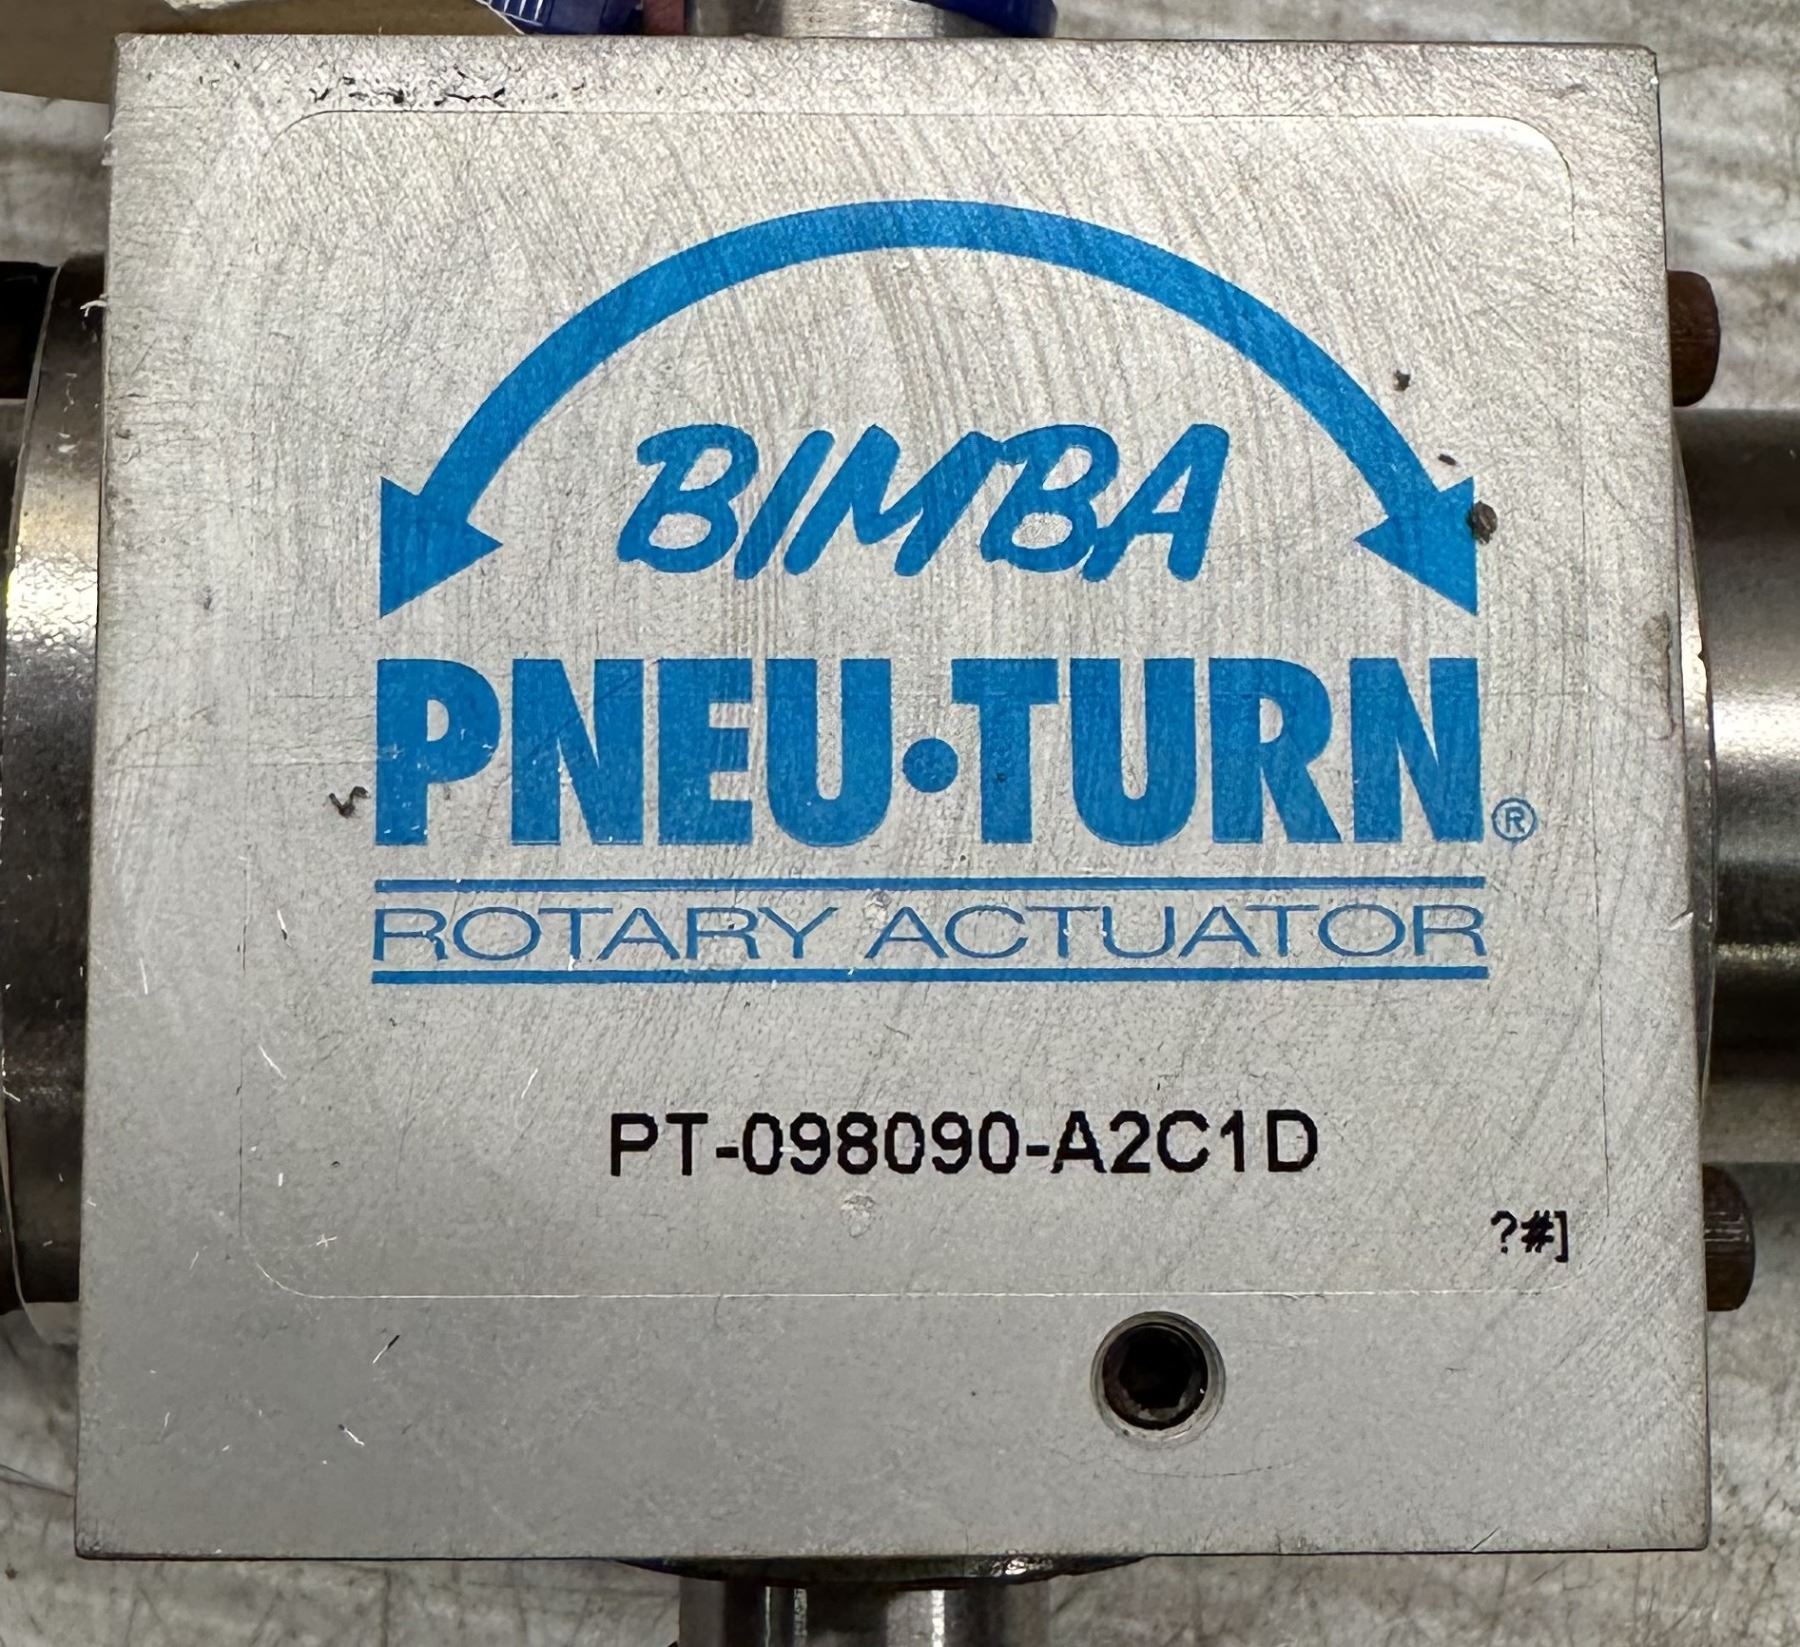 BIMBA
PNEU•TURN®
ROTARY ACTUATOR
PT-098090-A2C1D
?#]